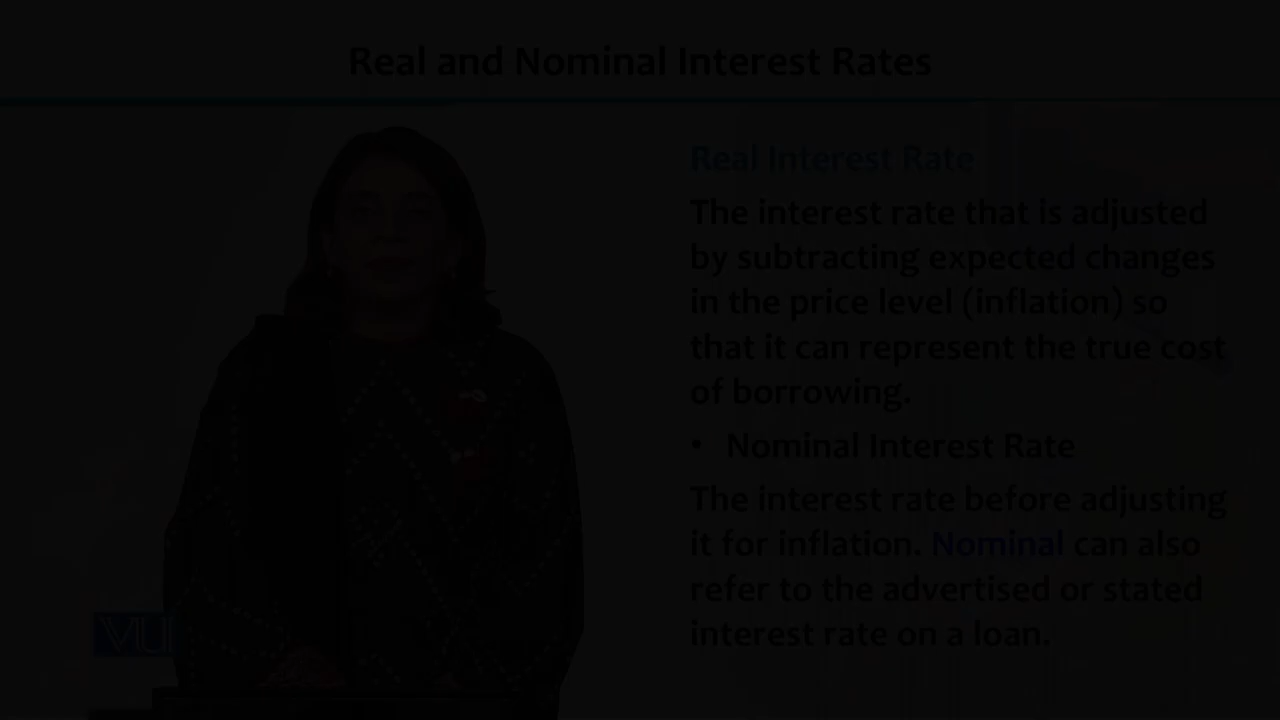 Real and Nominal Interest Rates
Real Interest Rate
The interest rate that is adjusted
by subtracting expected changes
in the price level (inflation) so
that it can represent the true cost
of borrowing.
• Nominal Interest Rate
The interest rate before adjusting
it for inflation. Nominal can also
refer to the advertised or stated
interest rate on a loan.
VU